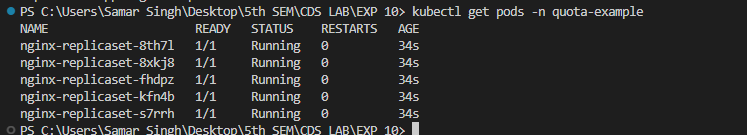 PS C:\Users\Samar Singh\Desktop\5th SEM\CDS LAB\EXP 10> kubectl get pods -n quota-example
NAME READY STATUS RESTARTS AGE
nginx-replicaset-8th7l 1/1 Running 0 34s
nginx-replicaset-8xkj8 1/1 Running 0 34s
nginx-replicaset-fhdpz 1/1 Running 0 34s
nginx-replicaset-kfn4b 1/1 Running 0 34s
nginx-replicaset-s7rrh 1/1 Running 0 34s
PS C:\Users\Samar Singh\Desktop\5th SEM\CDS LAB\EXP 10>